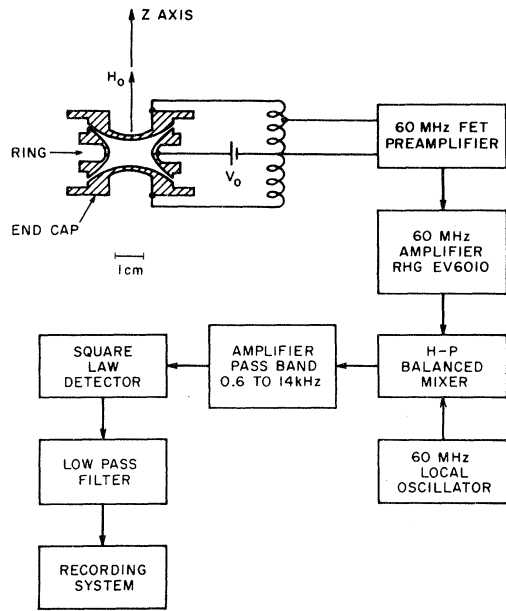 Z AXIS
H₀
RING
END CAP
1cm
V₀
60 MHz FET
PREAMPLIFIER
60 MHz
AMPLIFIER
RHG EV6010
H-P
BALANCED
MIXER
60 MHz
LOCAL
OSCILLATOR
AMPLIFIER
PASS BAND
0.6 TO 14kHz
SQUARE
LAW
DETECTOR
LOW PASS
FILTER
RECORDING
SYSTEM